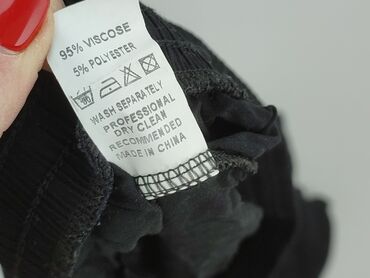 95% VISCOSE
5% POLYESTER
WASH SEPARATELY
PROFESSIONAL
DRY CLEAN
RECOMMENDED
MADE IN CHINA